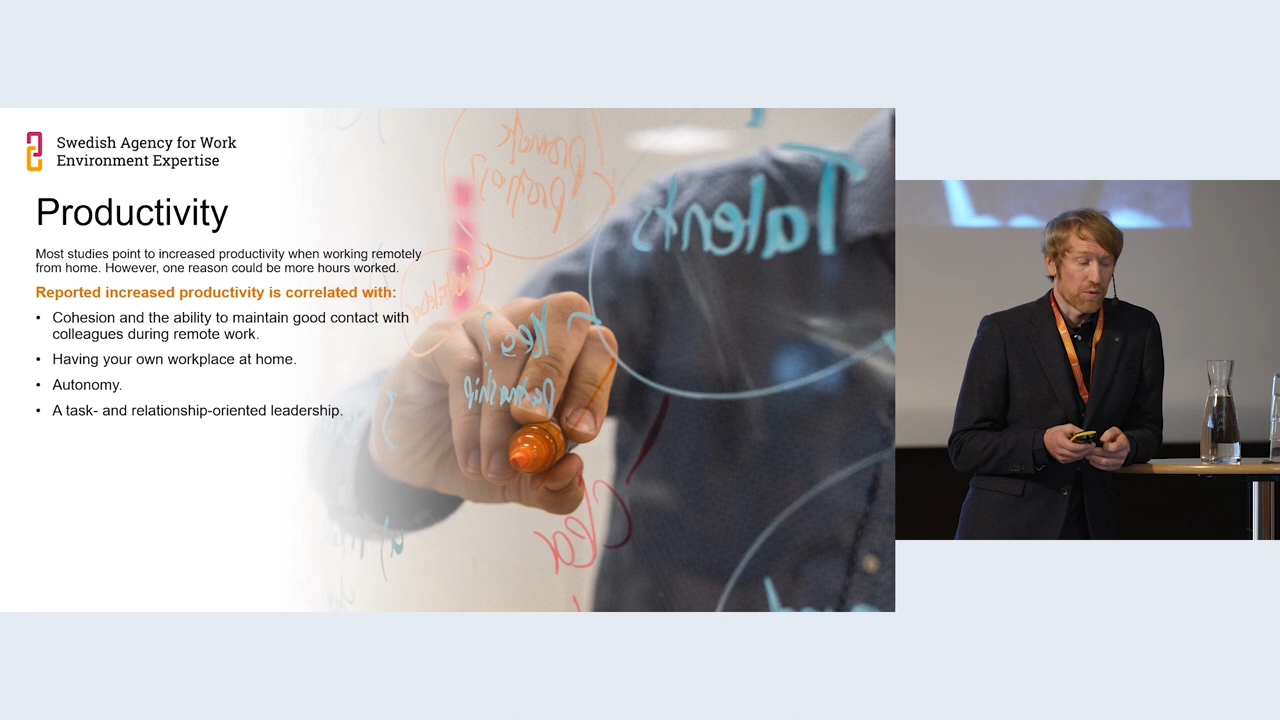 Swedish Agency for Work
Environment Expertise
Productivity
Most studies point to increased productivity when working remotely
from home. However, one reason could be more hours worked.
Reported increased productivity is correlated with:
• Cohesion and the ability to maintain good contact with
colleagues during remote work.
• Having your own workplace at home.
• Autonomy.
• A task- and relationship-oriented leadership.
Talents